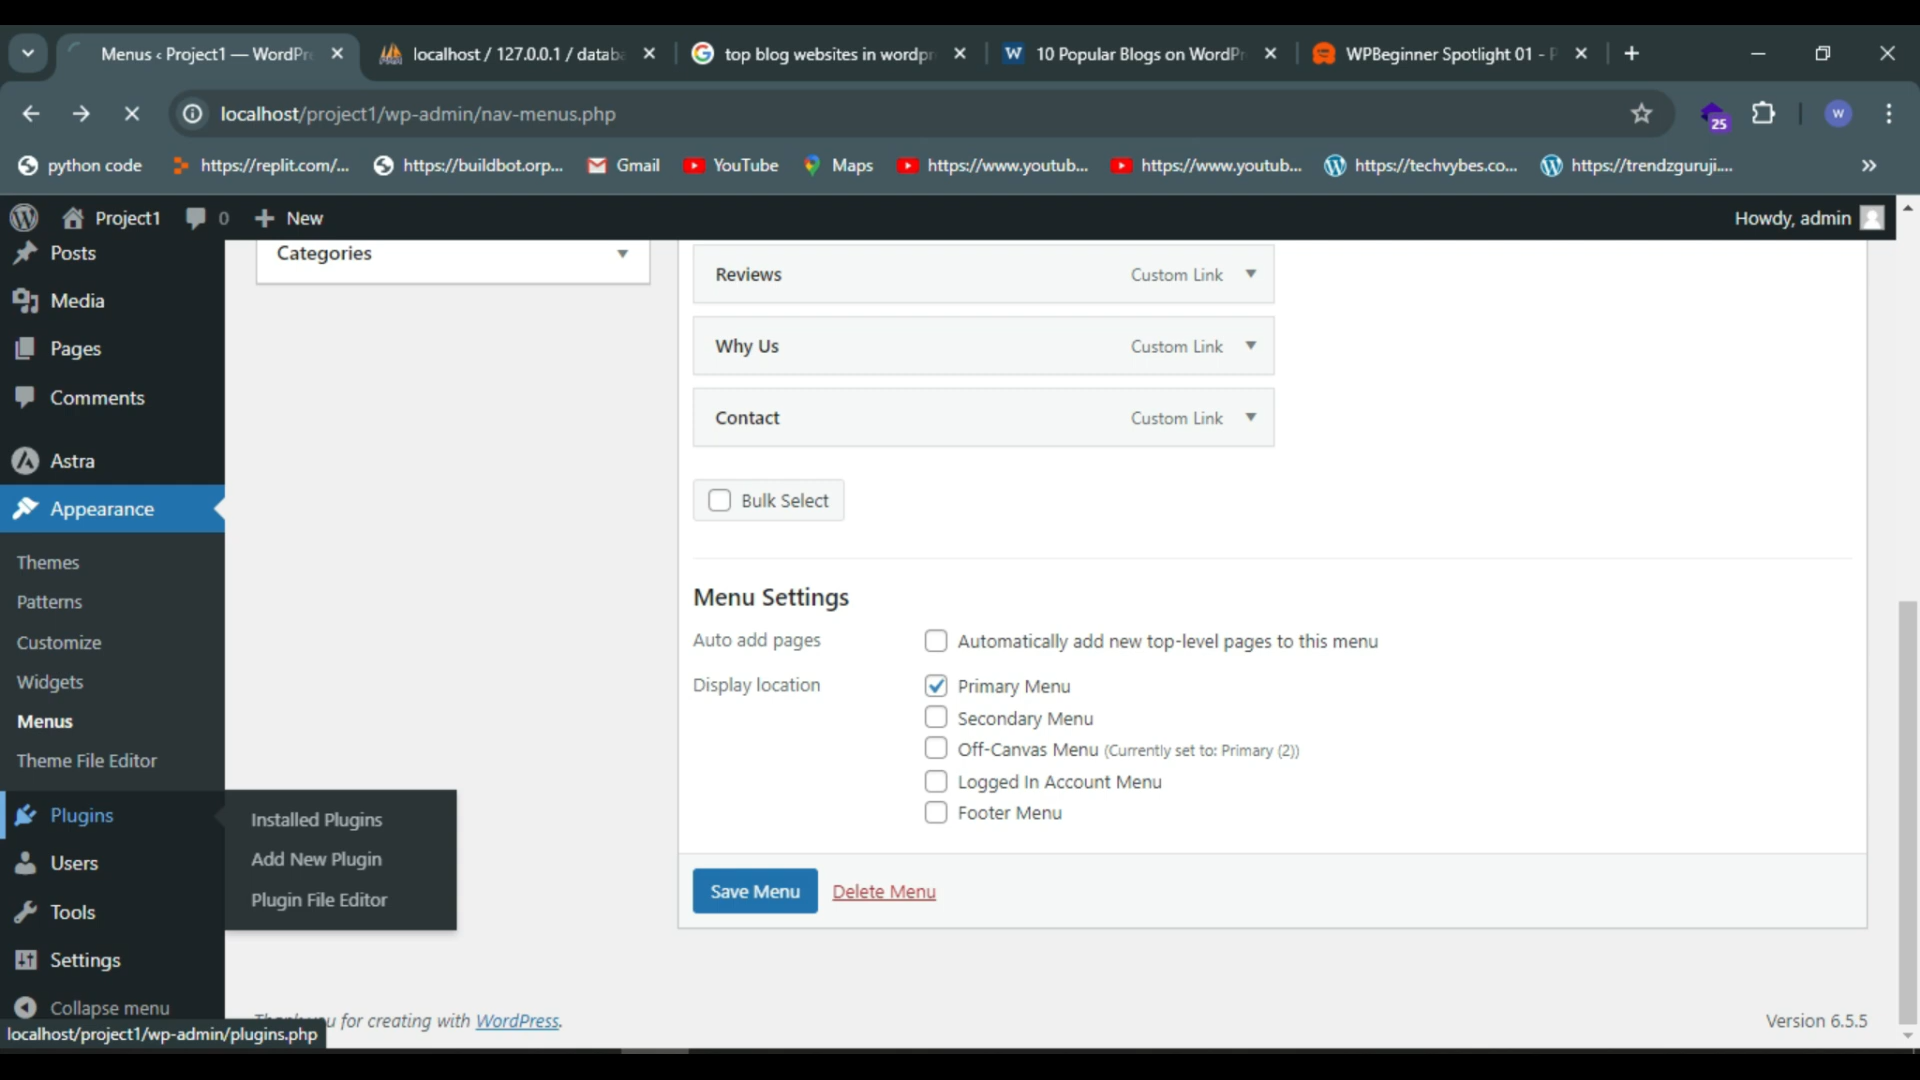 Menus ‹ Project1 — WordPr
localhost / 127.0.0.1 / datab
top blog websites in wordpr
10 Popular Blogs on WordPr
WPBeginner Spotlight 01 - P
localhost/project1/wp-admin/nav-menus.php
25
W
python code
https://replit.com/...
https://buildbot.orp...
Gmail
YouTube
Maps
https://www.youtub...
https://www.youtub...
https://techvybes.co...
https://trendzguruji....
Project1
0
New
Howdy, admin
Posts
Media
Pages
Comments
Astra
Appearance
Themes
Patterns
Customize
Widgets
Menus
Theme File Editor
Plugins
Users
Tools
Settings
Collapse menu
Installed Plugins
Add New Plugin
Plugin File Editor
Categories
Reviews Custom Link
Why Us Custom Link
Contact Custom Link
Bulk Select
Menu Settings
Auto add pages
Automatically add new top-level pages to this menu
Display location
Primary Menu
Secondary Menu
Off-Canvas Menu (Currently set to: Primary (2))
Logged In Account Menu
Footer Menu
Save Menu
Delete Menu
u for creating with WordPress.
Version 6.5.5
localhost/project1/wp-admin/plugins.php